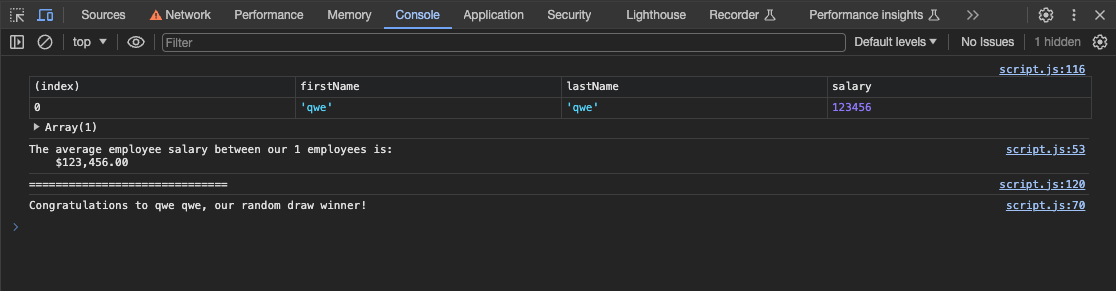 Sources Network Performance Memory Console Application Security Lighthouse Recorder Performance insights
top Filter Default levels No Issues 1 hidden
script.js:116
(index) firstName lastName salary
0 'qwe' 'qwe' 123456
Array(1)
The average employee salary between our 1 employees is: script.js:53
$123,456.00
============================== script.js:120
Congratulations to qwe qwe, our random draw winner! script.js:70